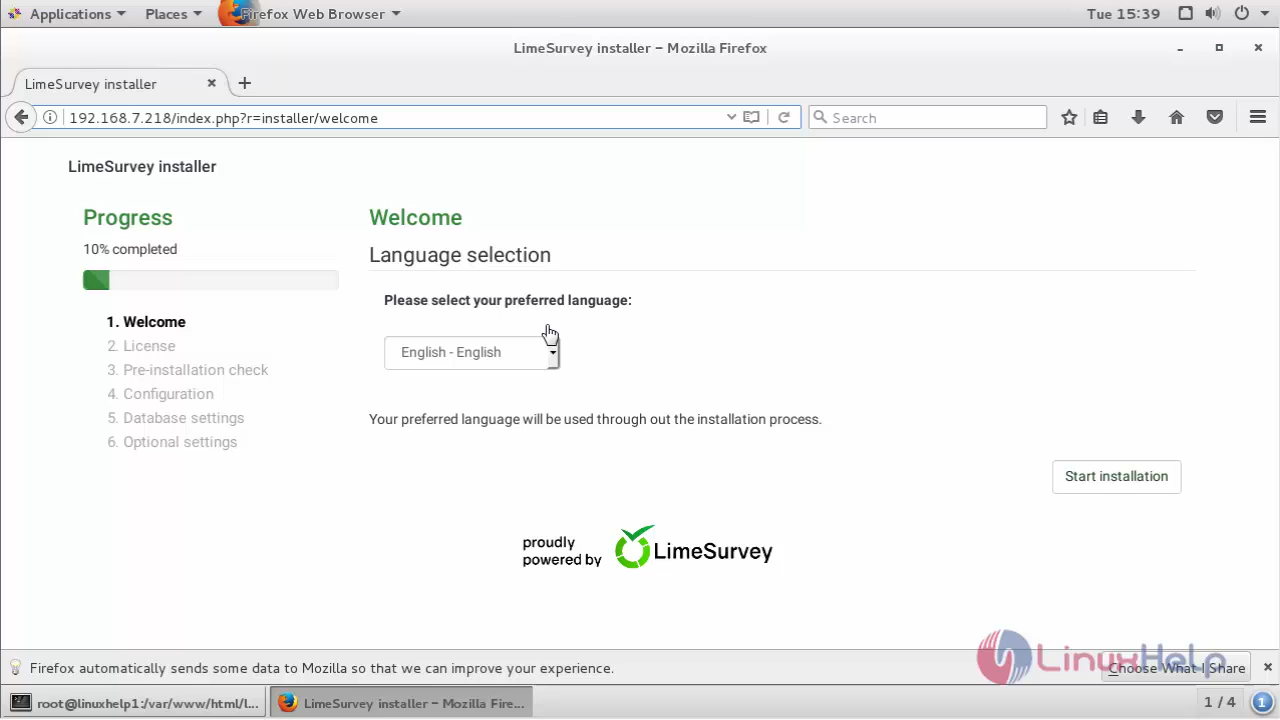 Applications Places Firefox Web Browser Tue 15:39
LimeSurvey installer - Mozilla Firefox
LimeSurvey installer
192.168.7.218/index.php?r=installer/welcome Search
LimeSurvey installer
Progress
10% completed
1. Welcome
2. License
3. Pre-installation check
4. Configuration
5. Database settings
6. Optional settings
Welcome
Language selection
Please select your preferred language:
English - English
Your preferred language will be used through out the installation process.
Start installation
proudly
powered by LimeSurvey
LinuxHelp
Firefox automatically sends some data to Mozilla so that we can improve your experience. Choose What I Share
root@linuxhelp1:/var/www/html/l... LimeSurvey installer - Mozilla Fire... 1 / 4 1